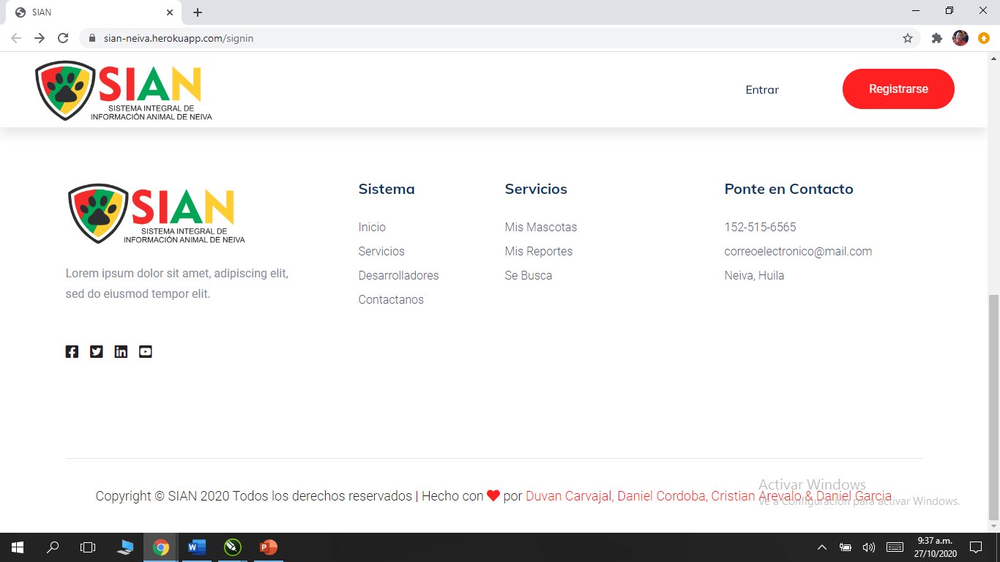 SIAN
sian-neiva.herokuapp.com/signin
SIAN
SISTEMA INTEGRAL DE
INFORMACIÓN ANIMAL DE NEIVA
Entrar
Registrarse
SIAN
SISTEMA INTEGRAL DE
INFORMACIÓN ANIMAL DE NEIVA
Lorem ipsum dolor sit amet, adipiscing elit,
sed do eiusmod tempor elit.
Sistema
Inicio
Servicios
Desarrolladores
Contactanos
Servicios
Mis Mascotas
Mis Reportes
Se Busca
Ponte en Contacto
152-515-6565
correoelectronico@mail.com
Neiva, Huila
Copyright © SIAN 2020 Todos los derechos reservados | Hecho con ❤ por Duvan Carvajal, Daniel Cordoba, Cristian Arevalo & Daniel Garcia
Activar Windows
Ve a Configuración para activar Windows.
9:37 a.m.
27/10/2020